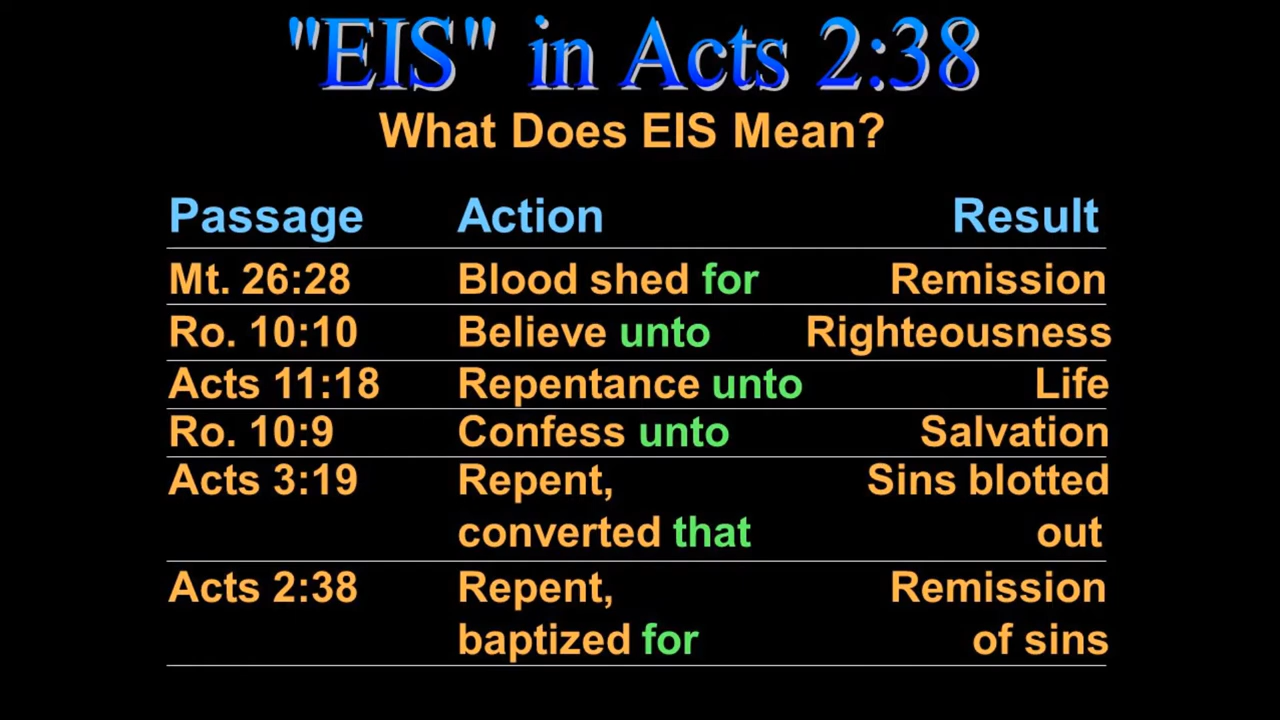 "EIS" in Acts 2:38
What Does EIS Mean?
Passage Action Result
Mt. 26:28 Blood shed for Remission
Ro. 10:10 Believe unto Righteousness
Acts 11:18 Repentance unto Life
Ro. 10:9 Confess unto Salvation
Acts 3:19 Repent, Sins blotted
converted that out
Acts 2:38 Repent, Remission
baptized for of sins